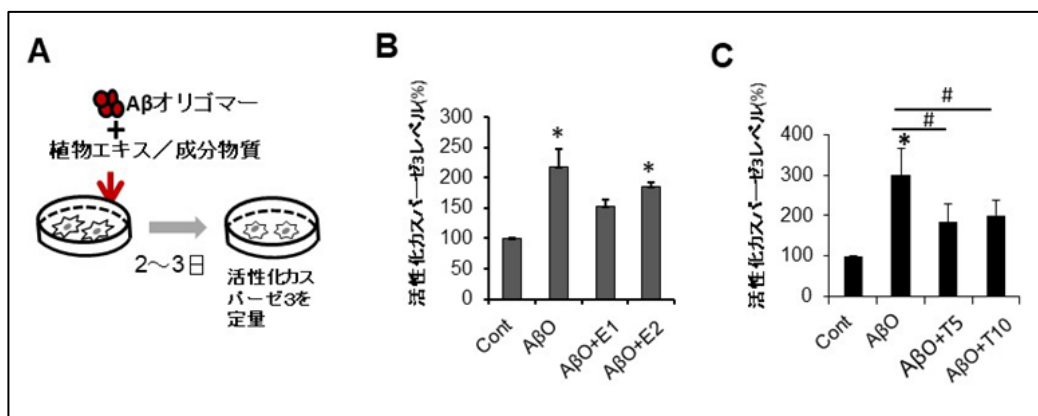 A
Aβオリゴマー
+
植物エキス／成分物質
2～3日
活性化カス
パーゼ3を
定量
B
活性化カスパーゼ3レベル(%)
300
250
200
150
100
50
0
*
*
Cont
AβO
AβO+E1
AβO+E2
C
活性化カスパーゼ3レベル(%)
400
300
200
100
0
#
#
*
Cont
AβO
AβO+T5
AβO+T10